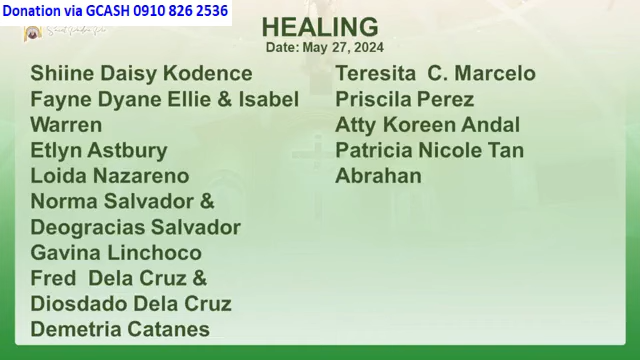 Donation via GCASH 0910 826 2536
HEALING
Date: May 27, 2024
Shiine Daisy Kodence
Fayne Dyane Ellie & Isabel
Warren
Etlyn Astbury
Loida Nazareno
Norma Salvador &
Deogracias Salvador
Gavina Linchoco
Fred Dela Cruz &
Diosdado Dela Cruz
Demetria Catanes
Teresita C. Marcelo
Priscila Perez
Atty Koreen Andal
Patricia Nicole Tan
Abrahan